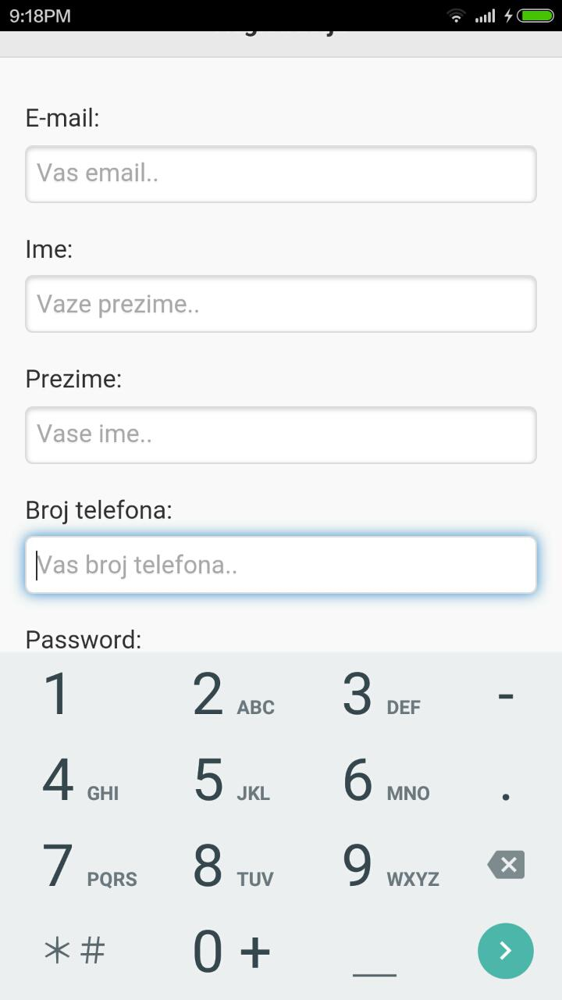 9:18PM
E-mail:
Vas email..
Ime:
Vaze prezime..
Prezime:
Vase ime..
Broj telefona:
Vas broj telefona..
Password:
1 2 ABC 3 DEF -
4 GHI 5 JKL 6 MNO .
7 PQRS 8 TUV 9 WXYZ
*# 0 + _